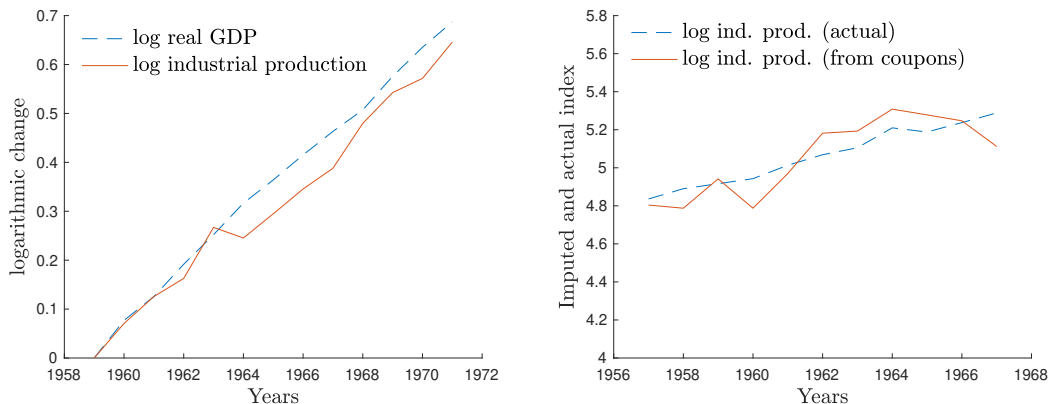 0.7
0.6
0.5
0.4
0.3
0.2
0.1
0
logarithmic change
log real GDP
log industrial production
1958 1960 1962 1964 1966 1968 1970 1972
Years
5.8
5.6
5.4
5.2
5
4.8
4.6
4.4
4.2
4
Imputed and actual index
log ind. prod. (actual)
log ind. prod. (from coupons)
1956 1958 1960 1962 1964 1966 1968
Years